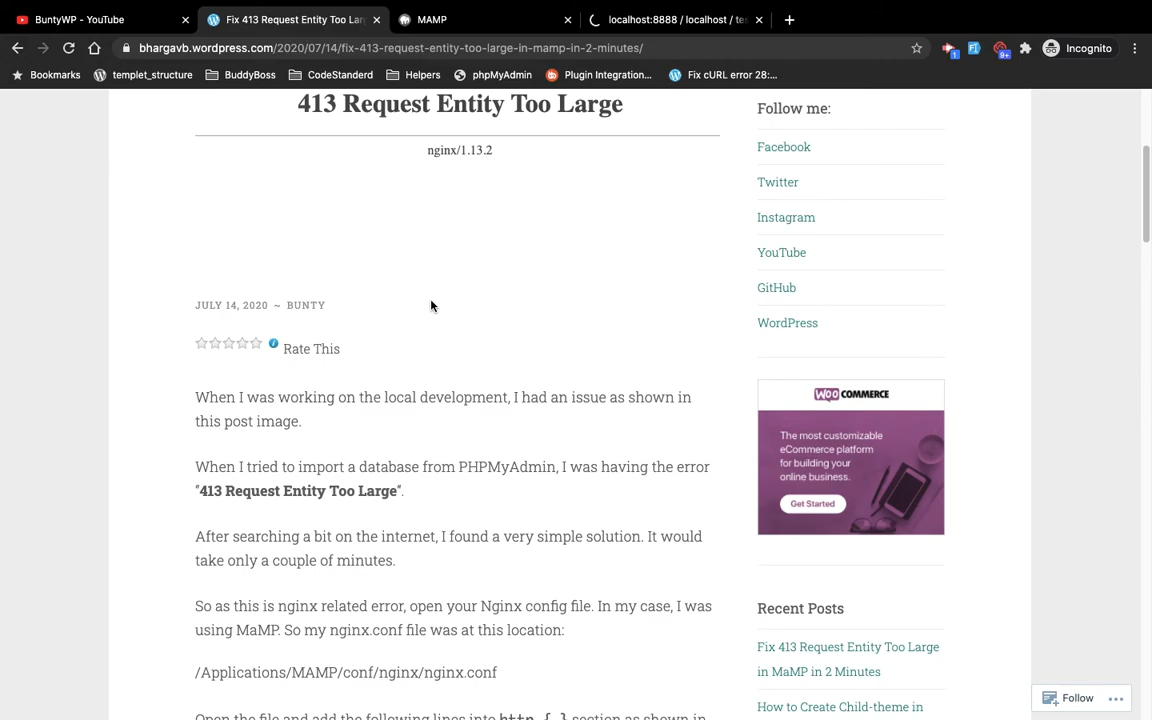 BuntyWP - YouTube
Fix 413 Request Entity Too Lar
MAMP
localhost:8888 / localhost / te
bhargavb.wordpress.com/2020/07/14/fix-413-request-entity-too-large-in-mamp-in-2-minutes/
1
9+
Incognito
Bookmarks
templet_structure
BuddyBoss
CodeStanderd
Helpers
phpMyAdmin
Plugin Integration...
Fix cURL error 28:...
413 Request Entity Too Large
nginx/1.13.2
JULY 14, 2020 ~ BUNTY
Rate This
When I was working on the local development, I had an issue as shown in
this post image.
When I tried to import a database from PHPMyAdmin, I was having the error
“413 Request Entity Too Large“.
After searching a bit on the internet, I found a very simple solution. It would
take only a couple of minutes.
So as this is nginx related error, open your Nginx config file. In my case, I was
using MaMP. So my nginx.conf file was at this location:
/Applications/MAMP/conf/nginx/nginx.conf
Open the file and add the following lines into http { } section as shown in
Follow me:
Facebook
Twitter
Instagram
YouTube
GitHub
WordPress
WOO COMMERCE
The most customizable
eCommerce platform
for building your
online business.
Get Started
Recent Posts
Fix 413 Request Entity Too Large
in MaMP in 2 Minutes
How to Create Child-theme in
Follow